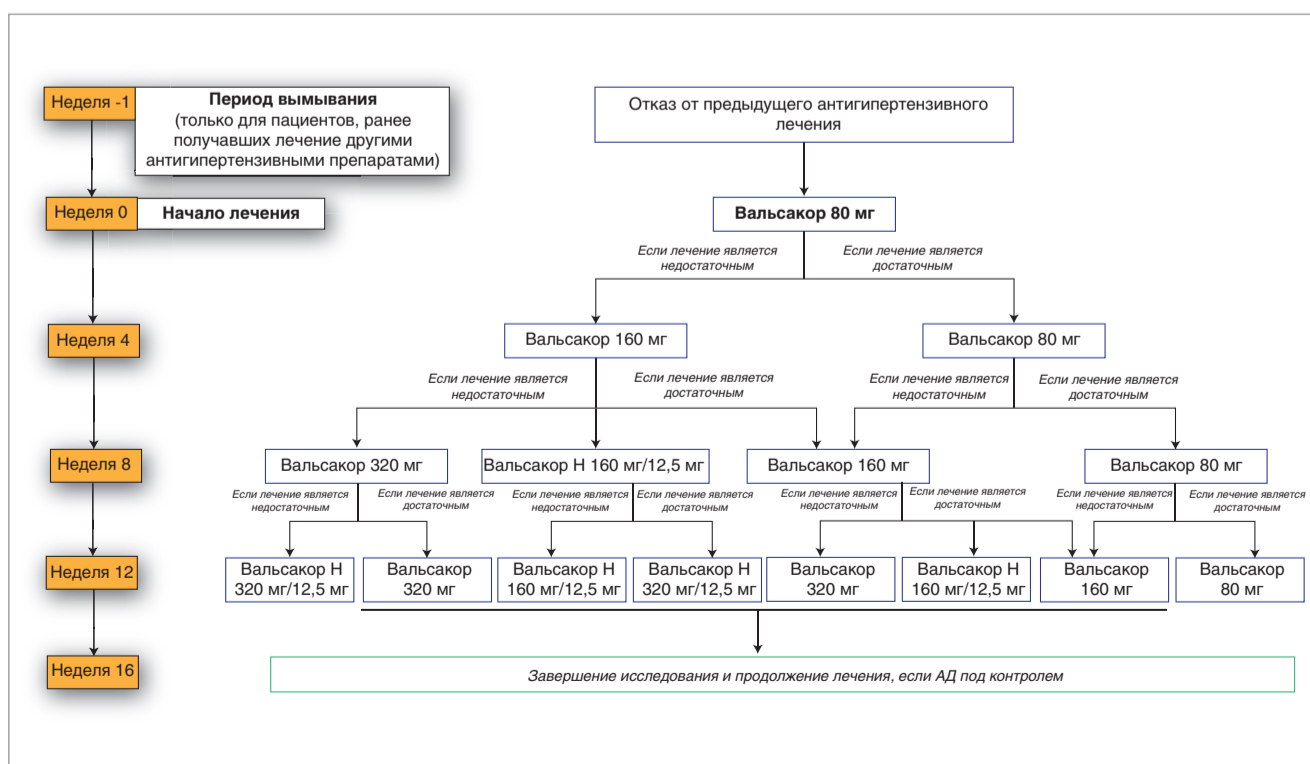 Неделя -1
Период вымывания
(только для пациентов, ранее
получавших лечение другими
антигипертензивными препаратами)
Отказ от предыдущего антигипертензивного
лечения
Неделя 0
Начало лечения
Вальсакор 80 мг
Если лечение является
недостаточным
Если лечение является
достаточным
Неделя 4
Вальсакор 160 мг
Вальсакор 80 мг
Если лечение является
недостаточным
Если лечение является
достаточным
Если лечение является
недостаточным
Если лечение является
достаточным
Неделя 8
Вальсакор 320 мг
Вальсакор Н 160 мг/12,5 мг
Вальсакор 160 мг
Вальсакор 80 мг
Если лечение является
недостаточным
Если лечение является
достаточным
Если лечение является
недостаточным
Если лечение является
достаточным
Если лечение является
недостаточным
Если лечение является
достаточным
Если лечение является
недостаточным
Если лечение является
достаточным
Неделя 12
Вальсакор Н
320 мг/12,5 мг
Вальсакор
320 мг
Вальсакор Н
160 мг/12,5 мг
Вальсакор Н
320 мг/12,5 мг
Вальсакор
320 мг
Вальсакор Н
160 мг/12,5 мг
Вальсакор
160 мг
Вальсакор
80 мг
Неделя 16
Завершение исследования и продолжение лечения, если АД под контролем